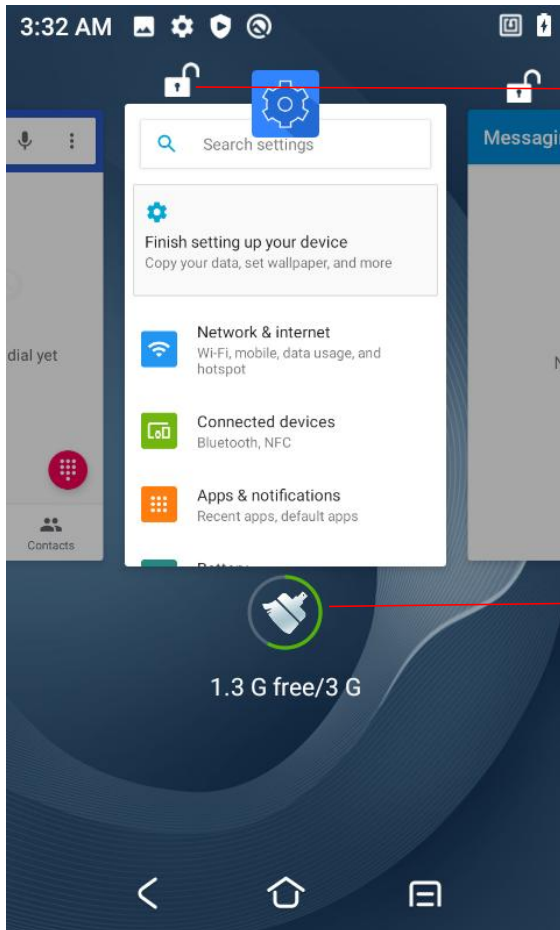 3:32 AM
Search settings
Messagi
Finish setting up your device
Copy your data, set wallpaper, and more
Network & internet
Wi-Fi, mobile, data usage, and
hotspot
dial yet
N
Connected devices
Bluetooth, NFC
Apps & notifications
Recent apps, default apps
Contacts
Battery
1.3 G free/3 G